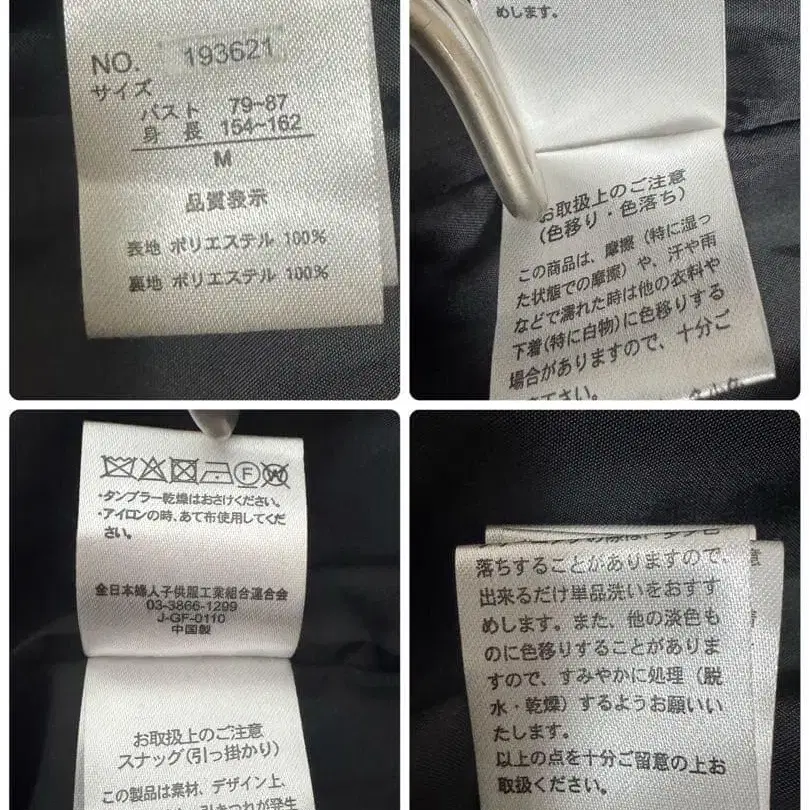 NO. 193621
サイズ
バスト 79~87
身長 154~162
M
品質表示
表地 ポリエステル 100%
裏地 ポリエステル 100%
めします。
お取扱上のご注意
(色移り・色落ち)
この商品は、摩擦(特に湿っ
た状態での摩擦)や、汗や雨
などで濡れた時は他の衣料や
下着(特に白物)に色移りする
場合がありますので、十分ご
ださい。
F
W
・タンブラー乾燥はおさけください。
・アイロンの時、あて布使用してくだ
さい。
全日本婦人子供服工業組合連合会
03-3866-1299
J-GF-0110
中国製
お取扱上のご注意
スナッグ(引っ掛かり)
この製品は素材、デザイン上、
引きつれが発生
落ちすることがありますので
出来るだけ単品洗いをおすす
めします。また、他の淡色も
のに色移りすることがありま
すので、すみやかに処理(脱
水・乾燥)するようお願いい
たします。
以上の点を十分ご留意の上お
取扱ください。
意